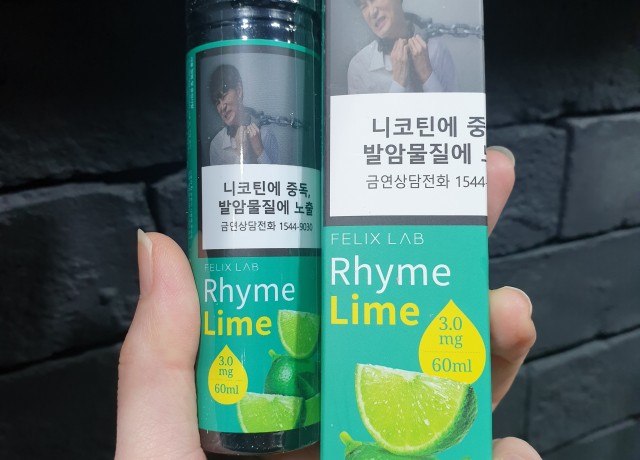 니코틴에 중독,
발암물질에 노출
금연상담전화 1544-9030
FELIX LAB
Rhyme
Lime
3.0
mg
60ml
니코틴에 중
발암물질에
금연상담전화 1544-
FELIX LAB
Rhyme
Lime
3.0
mg
60ml